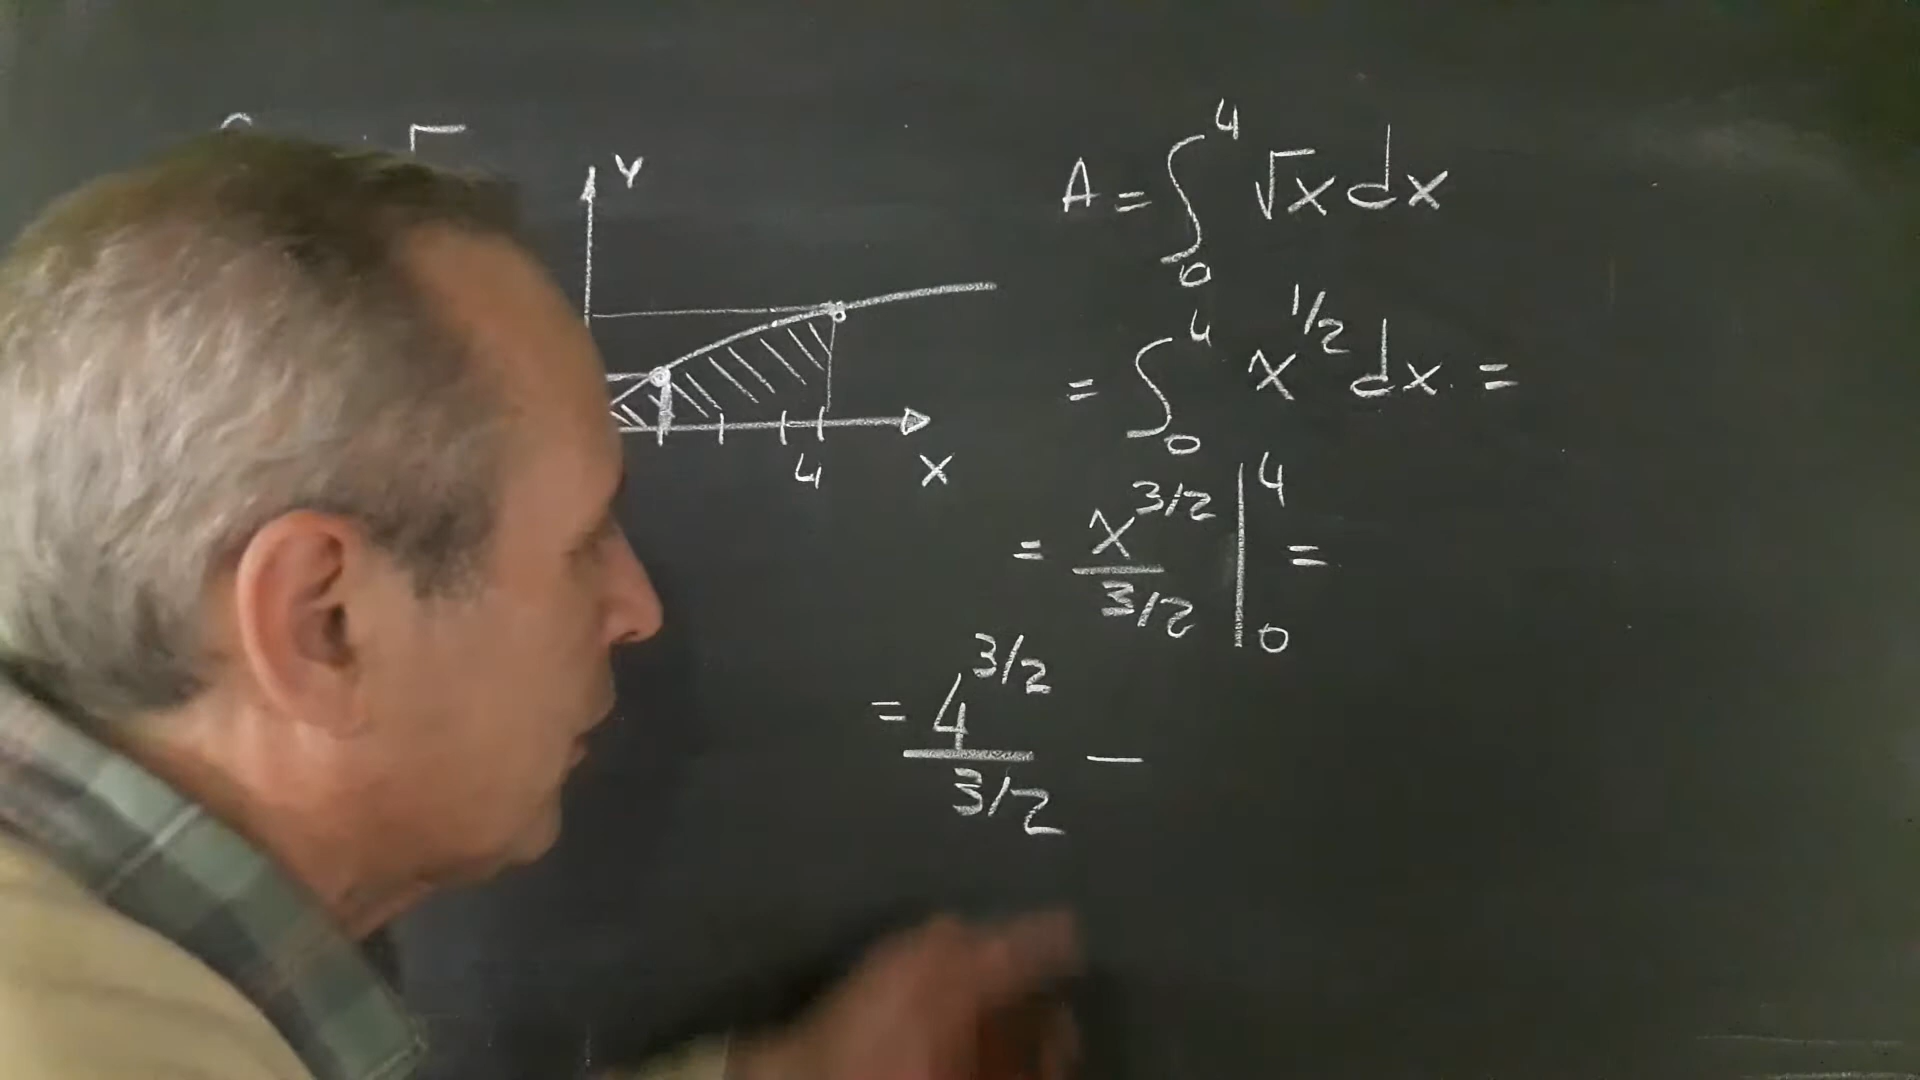 Y
4
X
A = ∫₀⁴ √x dx
= ∫₀⁴ x^{1/2} dx =
= x^{3/2} / 3/2 |₀⁴ =
= 4^{3/2} / 3/2 −